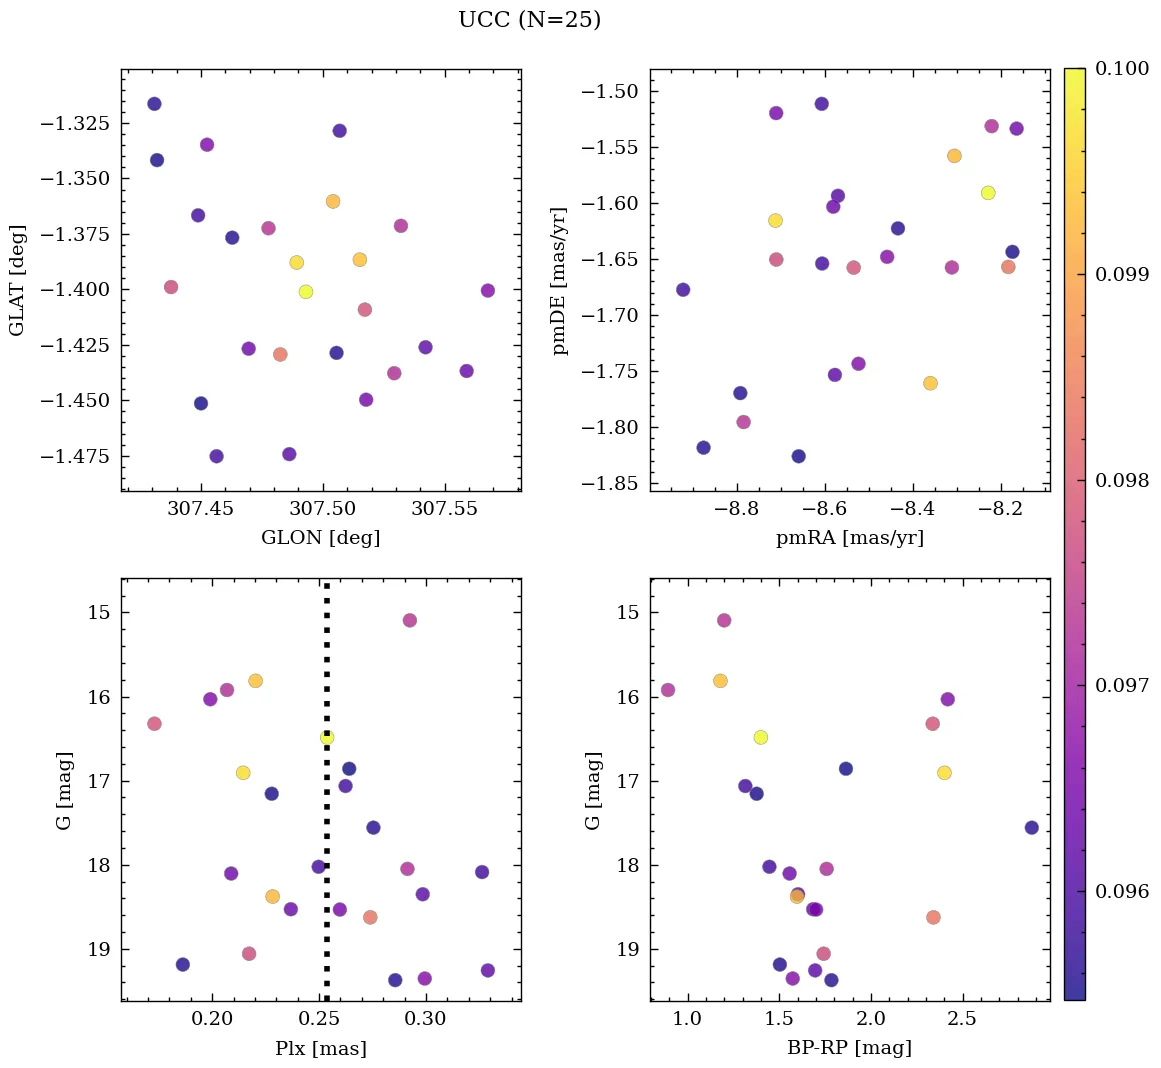 UCC (N=25)
−1.325
−1.350
−1.375
−1.400
−1.425
−1.450
−1.475
GLAT [deg]
307.45 307.50 307.55
GLON [deg]
−1.50
−1.55
−1.60
−1.65
−1.70
−1.75
−1.80
−1.85
pmDE [mas/yr]
−8.8 −8.6 −8.4 −8.2
pmRA [mas/yr]
0.100
0.099
0.098
0.097
0.096
15
16
17
18
19
G [mag]
0.20 0.25 0.30
Plx [mas]
15
16
17
18
19
G [mag]
1.0 1.5 2.0 2.5
BP-RP [mag]